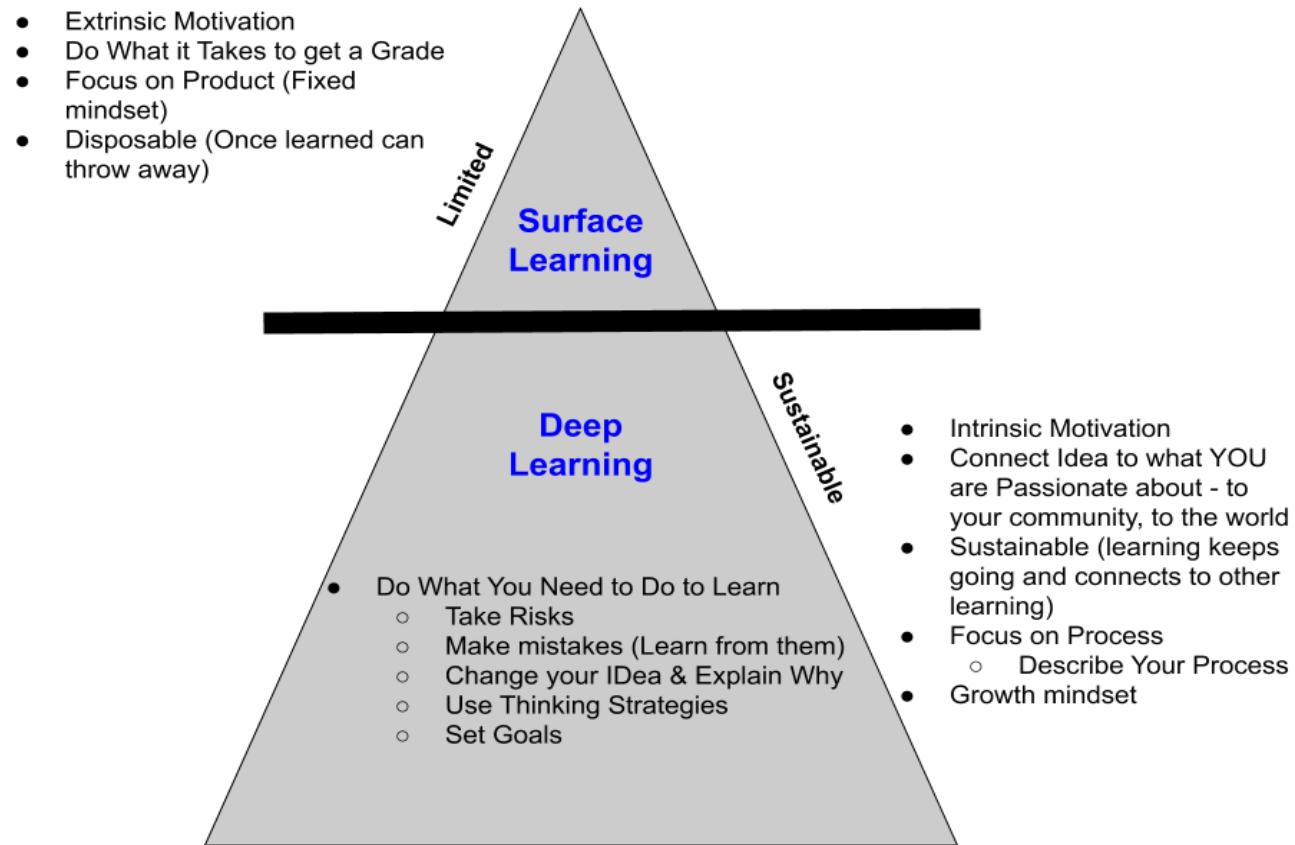 ● Extrinsic Motivation
● Do What it Takes to get a Grade
● Focus on Product (Fixed
mindset)
● Disposable (Once learned can
throw away)
Limited
Surface
Learning
Deep
Learning
Sustainable
● Do What You Need to Do to Learn
○ Take Risks
○ Make mistakes (Learn from them)
○ Change your IDea & Explain Why
○ Use Thinking Strategies
○ Set Goals
● Intrinsic Motivation
● Connect Idea to what YOU
are Passionate about - to
your community, to the world
● Sustainable (learning keeps
going and connects to other
learning)
● Focus on Process
○ Describe Your Process
● Growth mindset